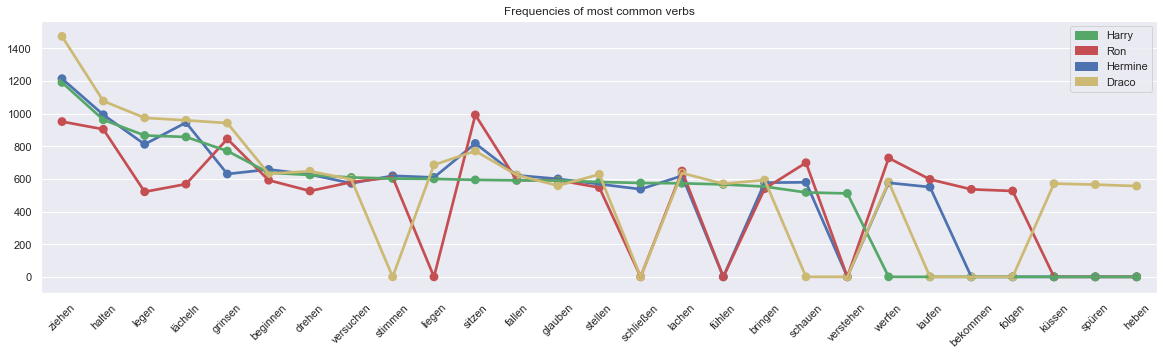 Frequencies of most common verbs
Harry
Ron
Hermine
Draco
1400
1200
1000
800
600
400
200
0
ziehen
halten
legen
lächeln
grinsen
beginnen
drehen
versuchen
stimmen
liegen
sitzen
fallen
glauben
stellen
schließen
lachen
fühlen
bringen
schauen
verstehen
werfen
laufen
bekommen
folgen
küssen
spüren
heben